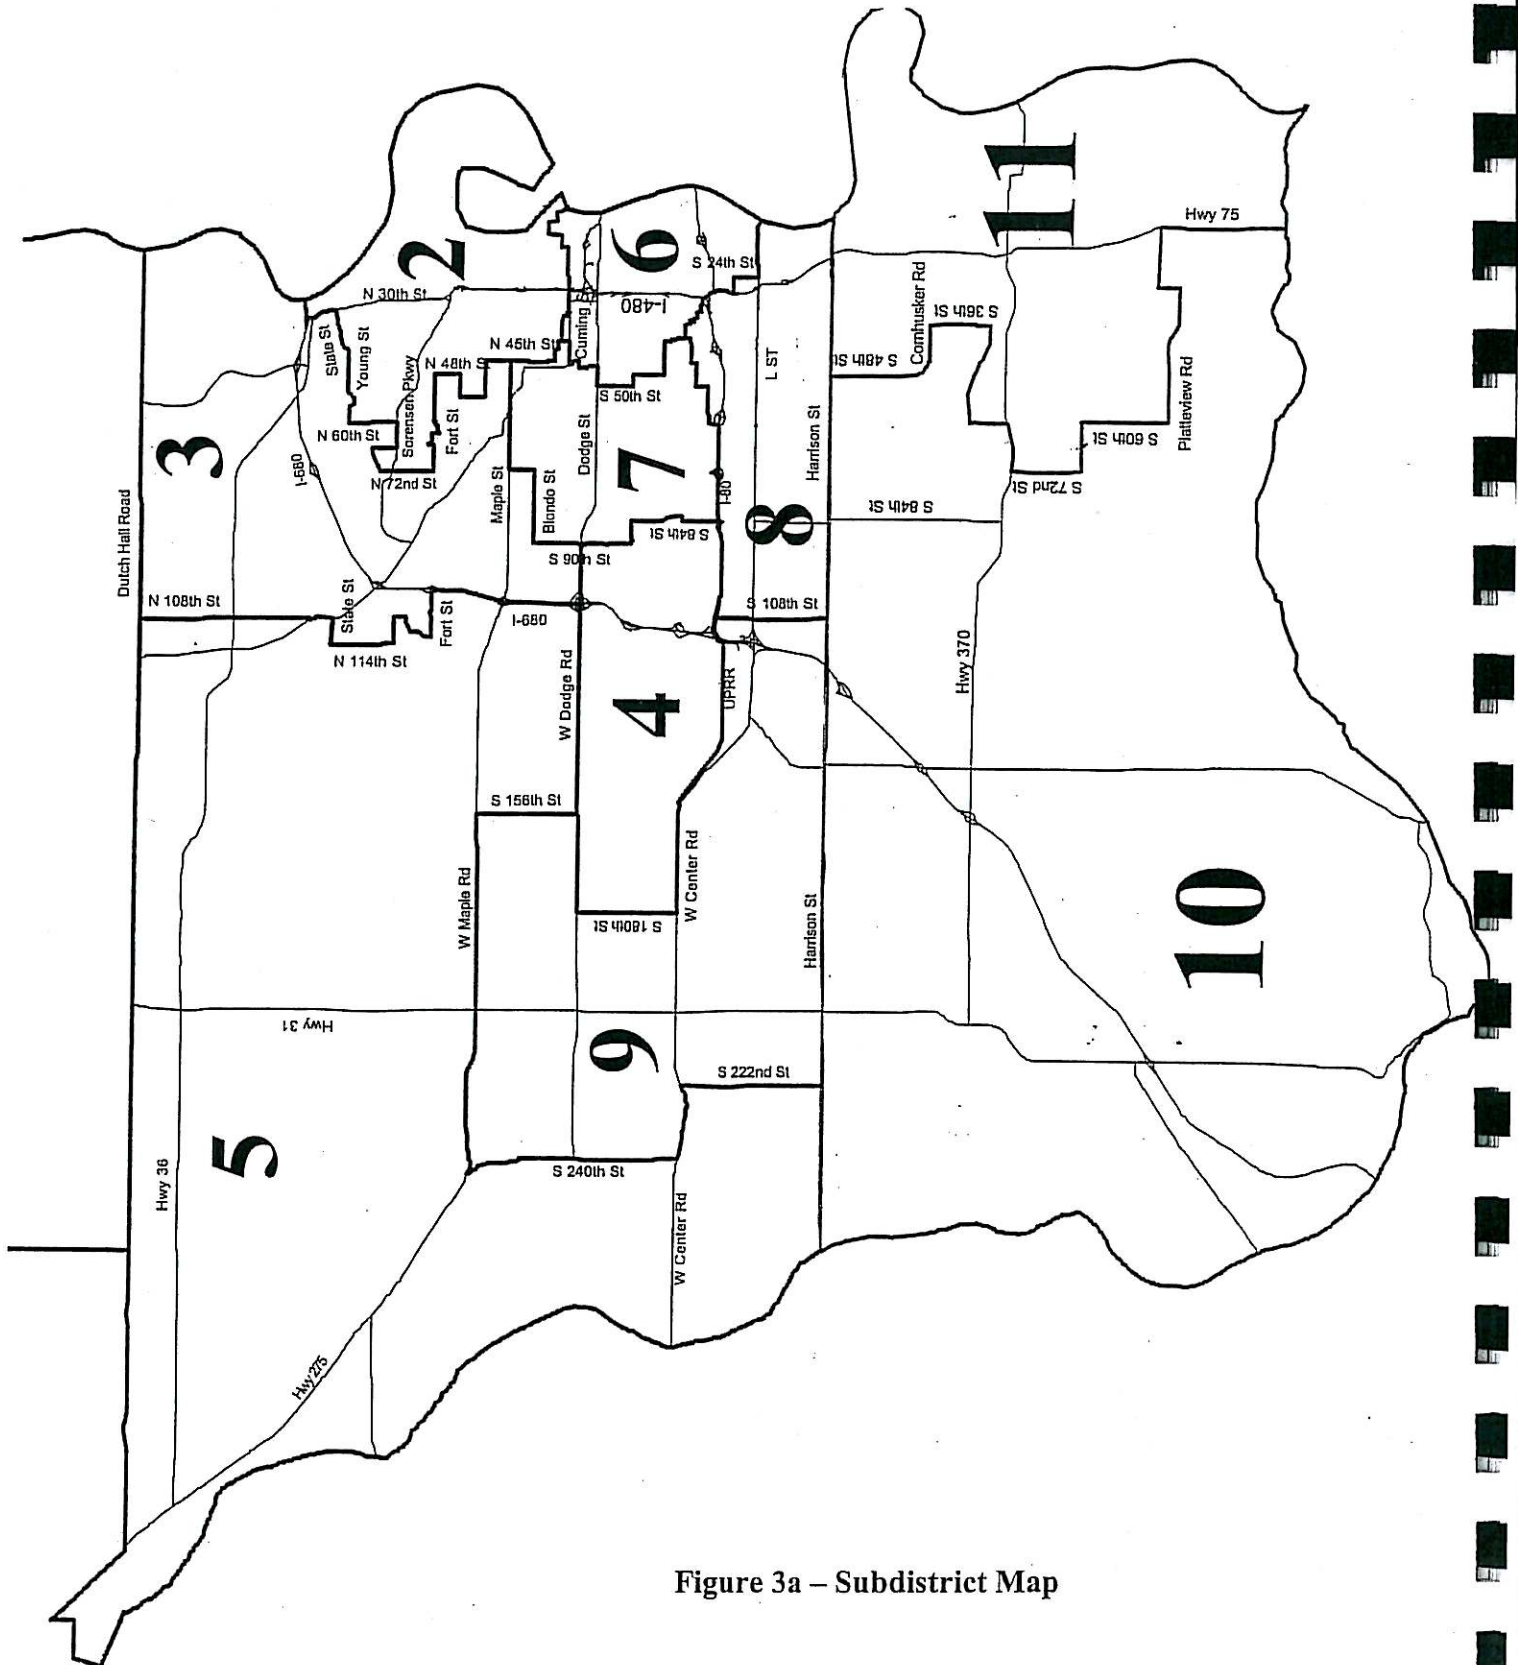 Hwy 75
11
2
6
S 24th St
N 30th St
I-480
Cornhusker Rd
S 36th St
State St
Young St
Cuming
N 45th St
N 48th St
L ST
S 48th St
Sorensen Pkwy
S 50th St
Platteview Rd
N 60th St
Fort St
Dodge St
Harrison St
S 60th St
3
I-680
7
N 72nd St
Maple St
Blondo St
I-80
S 72nd St
Dutch Hall Road
8
S 84th St
S 84th St
S 90th St
N 108th St
State St
Fort St
I-680
S 108th St
N 114th St
W Dodge Rd
4
UPRR
Hwy 370
S 156th St
W Maple Rd
W Center Rd
S 180th St
Harrison St
10
Hwy 31
9
S 222nd St
5
Hwy 36
S 240th St
W Center Rd
Hwy 275
Figure 3a – Subdistrict Map